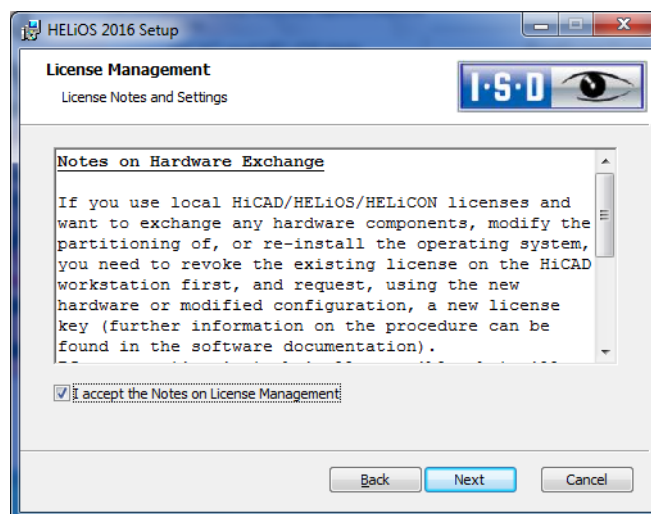 HELiOS 2016 Setup
License Management
License Notes and Settings
I·S·D
Notes on Hardware Exchange
If you use local HiCAD/HELiOS/HELiCON licenses and
want to exchange any hardware components, modify the
partitioning of, or re-install the operating system,
you need to revoke the existing license on the HiCAD
workstation first, and request, using the new
hardware or modified configuration, a new license
key (further information on the procedure can be
found in the software documentation).
I accept the Notes on License Management
Back
Next
Cancel